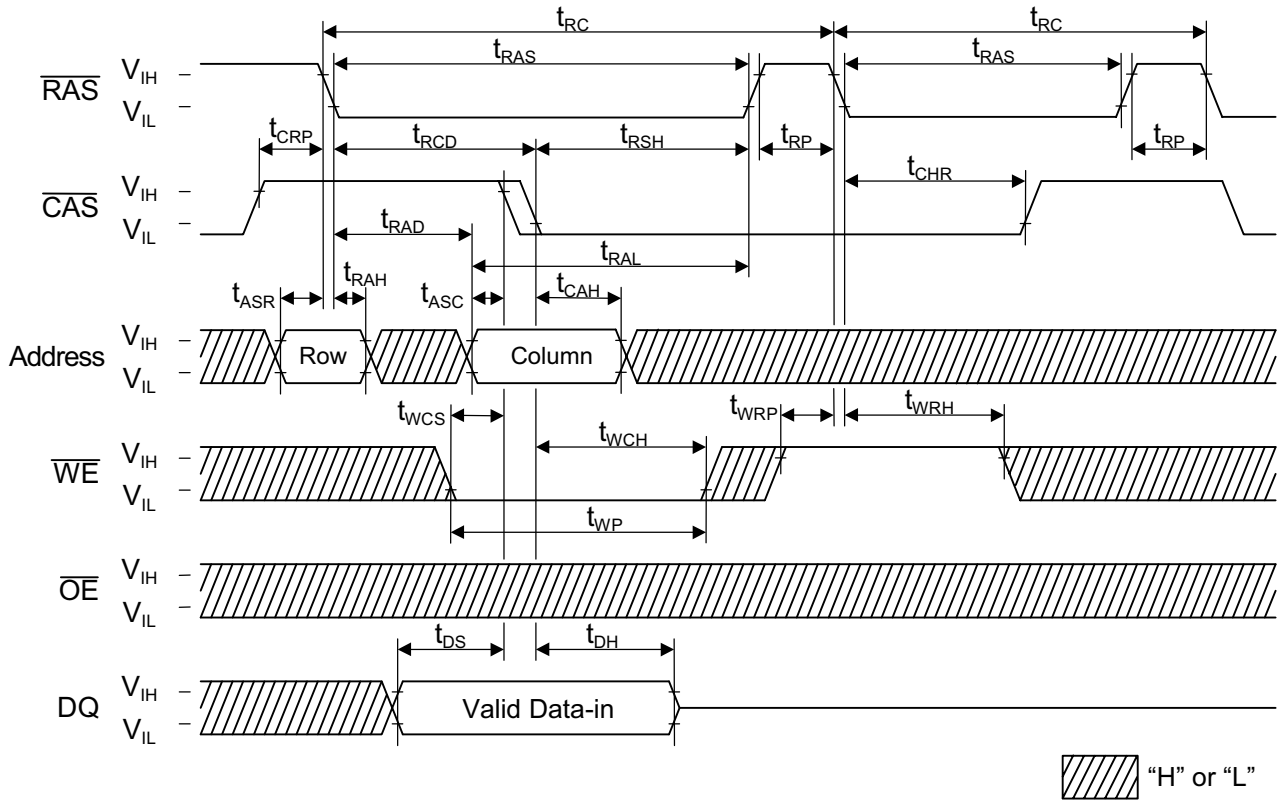 tRC tRC
tRAS tRAS
RAS VIH
VIL
tCRP tRCD tRSH tRP tRP
tCHR
CAS VIH
VIL
tRAD
tRAL
tRAH
tASR tASC tCAH
Address VIH
VIL
Row Column
tWCS tWCH tWRP tWRH
WE VIH
VIL
tWP
OE VIH
VIL
tDS tDH
DQ VIH
VIL
Valid Data-in
“H” or “L”